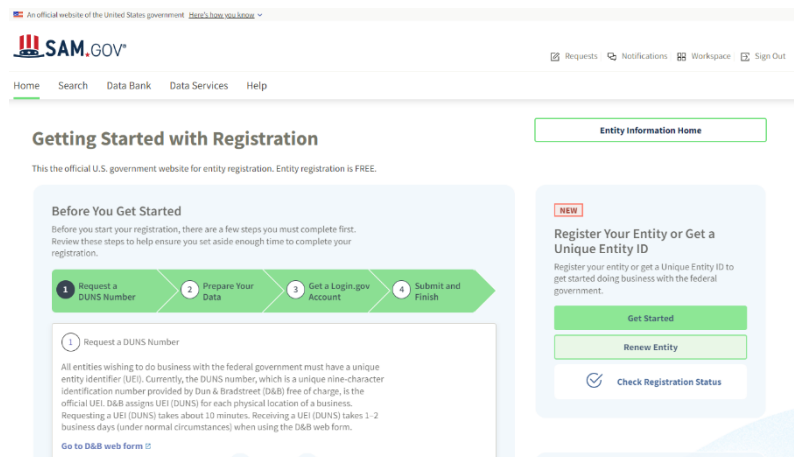 An official website of the United States government Here's how you know
SAM.GOV®
Requests Notifications Workspace Sign Out
Home Search Data Bank Data Services Help
Getting Started with Registration
This the official U.S. government website for entity registration. Entity registration is FREE.
Before You Get Started
Before you start your registration, there are a few steps you must complete first.
Review these steps to help ensure you set aside enough time to complete your
registration.
1 Request a
DUNS Number
2 Prepare Your
Data
3 Get a Login.gov
Account
4 Submit and
Finish
1 Request a DUNS Number
All entities wishing to do business with the federal government must have a unique
entity identifier (UEI). Currently, the DUNS number, which is a unique nine-character
identification number provided by Dun & Bradstreet (D&B) free of charge, is the
official UEI. D&B assigns UEI (DUNS) for each physical location of a business.
Requesting a UEI (DUNS) takes about 10 minutes. Receiving a UEI (DUNS) takes 1-2
business days (under normal circumstances) when using the D&B web form.
Go to D&B web form
Entity Information Home
NEW
Register Your Entity or Get a
Unique Entity ID
Register your entity or get a Unique Entity ID to
get started doing business with the federal
government.
Get Started
Renew Entity
Check Registration Status